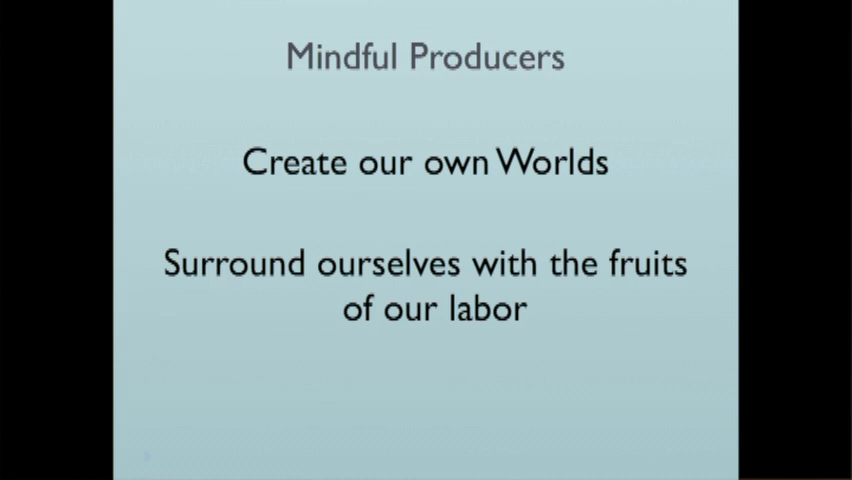 Mindful Producers
Create our own Worlds
Surround ourselves with the fruits
of our labor